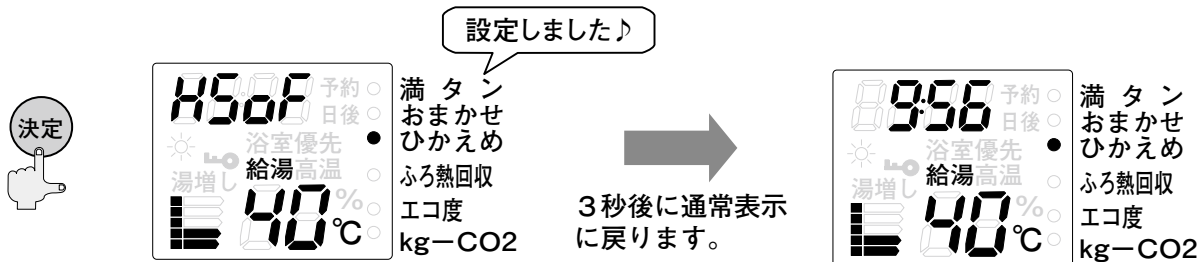 設定しました♪
決定
HSoF
予約
日後
浴室優先
給湯高温
湯増し
40℃
%
満タン
おまかせ
ひかえめ
ふろ熱回収
エコ度
kg－CO2
３秒後に通常表示
に戻ります。
9:56
予約
日後
浴室優先
給湯高温
湯増し
40℃
%
満タン
おまかせ
ひかえめ
ふろ熱回収
エコ度
kg－CO2